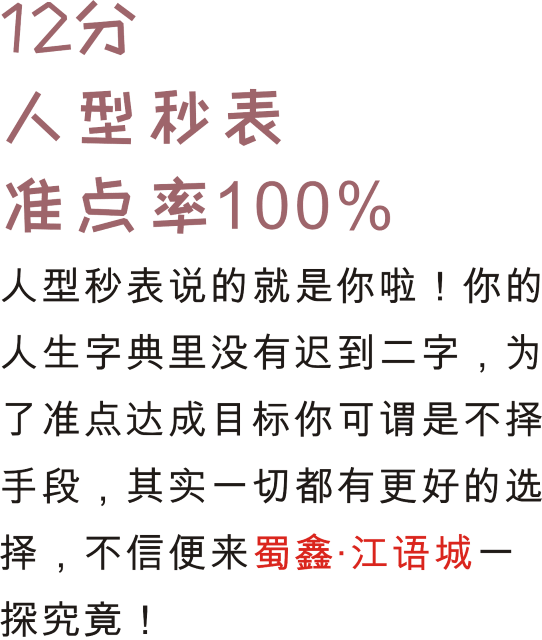 12分
人型秒表
准点率100%
人型秒表说的就是你啦！你的
人生字典里没有迟到二字，为
了准点达成目标你可谓是不择
手段，其实一切都有更好的选
择，不信便来蜀鑫·江语城一
探究竟！